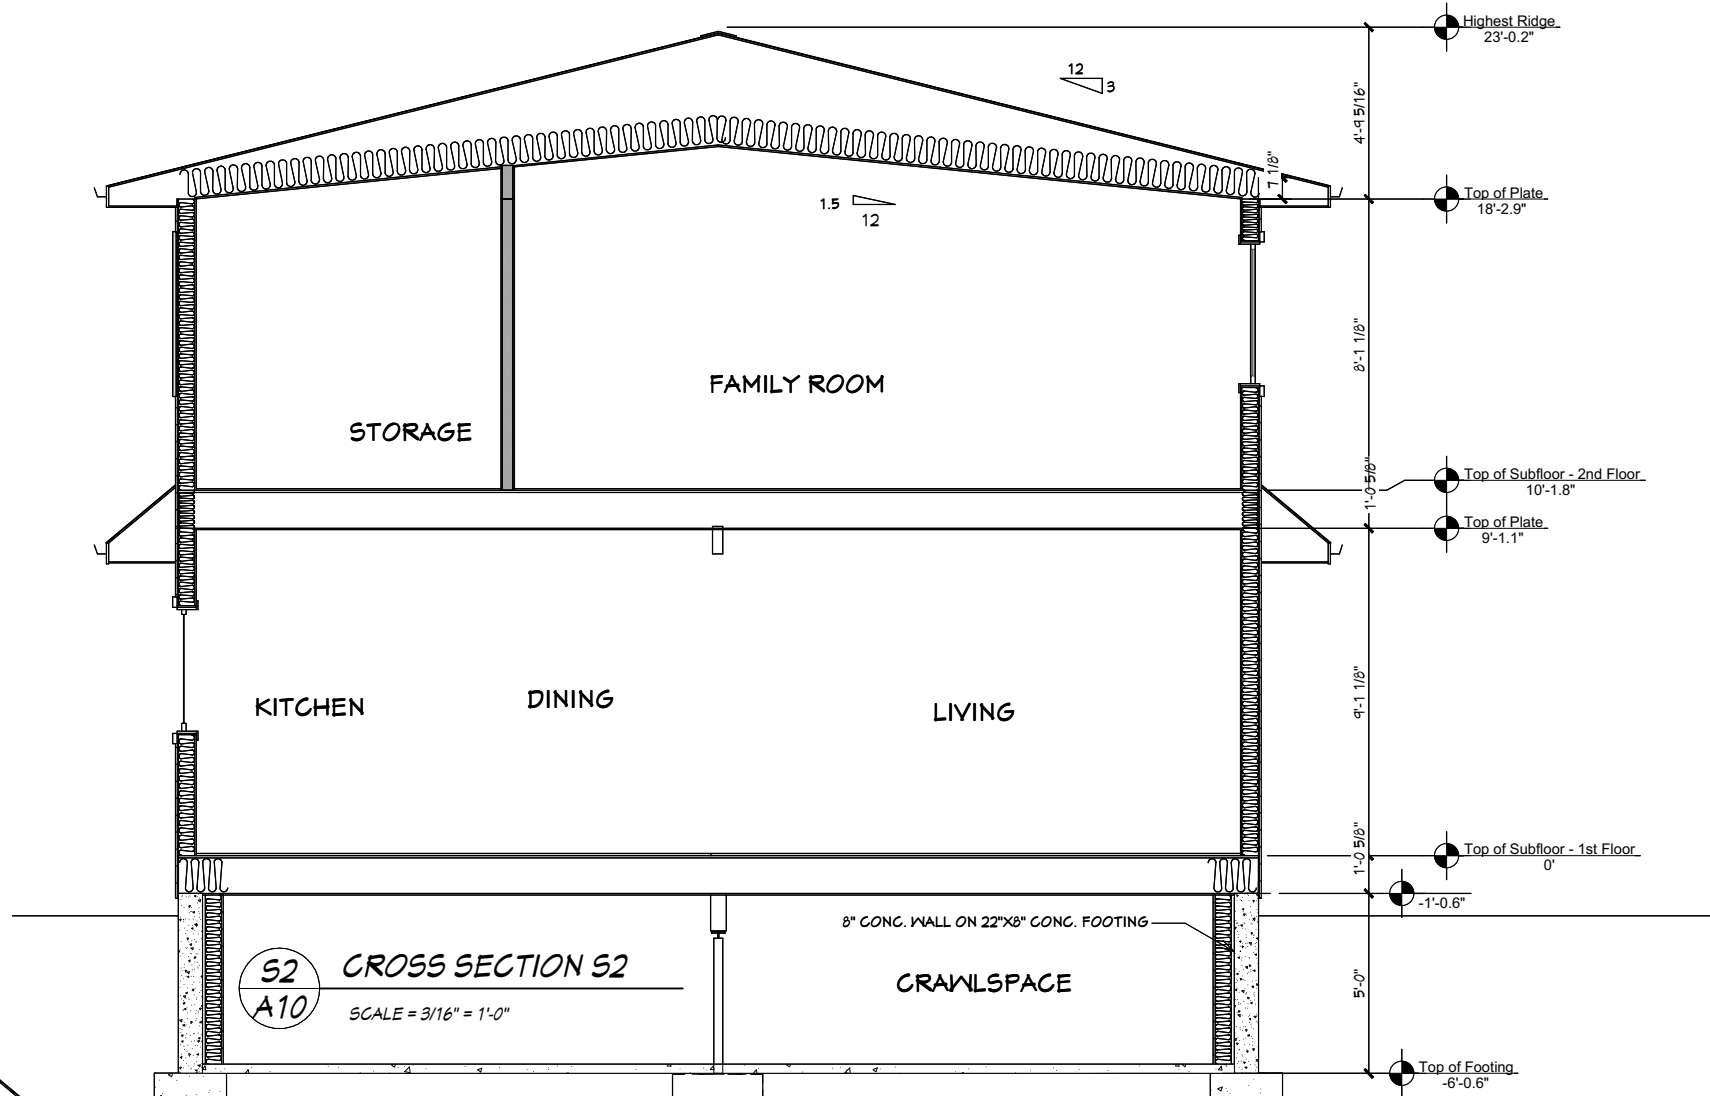 Highest Ridge
23'-0.2"
12
3
4'-9 5/16"
7 1/8"
Top of Plate
18'-2.9"
1.5
12
8'-1 1/8"
FAMILY ROOM
STORAGE
1'-0 5/8"
Top of Subfloor - 2nd Floor
10'-1.8"
Top of Plate
9'-1.1"
KITCHEN
DINING
LIVING
9'-1 1/8"
1'-0 5/8"
Top of Subfloor - 1st Floor
0'
-1'-0.6"
8" CONC. WALL ON 22"X8" CONC. FOOTING
S2
A10
CROSS SECTION S2
SCALE = 3/16" = 1'-0"
CRAWLSPACE
5'-0"
Top of Footing
-6'-0.6"